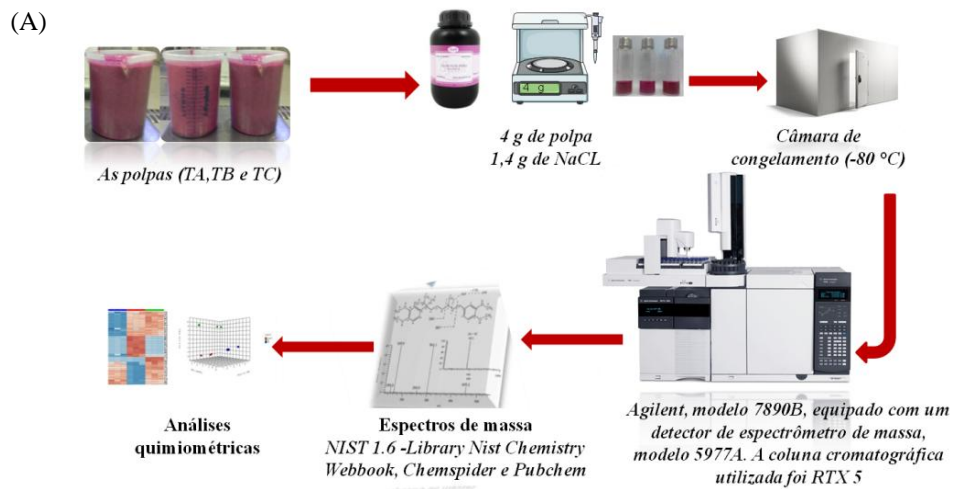 (A)
4 g
As polpas (TA,TB e TC)
4 g de polpa
1,4 g de NaCL
Câmara de
congelamento (-80 °C)
Agilent, modelo 7890B, equipado com um
detector de espectrômetro de massa,
modelo 5977A. A coluna cromatográfica
utilizada foi RTX 5
Espectros de massa
NIST 1.6 -Library Nist Chemistry
Webbook, Chemspider e Pubchem
Análises
quimiométricas